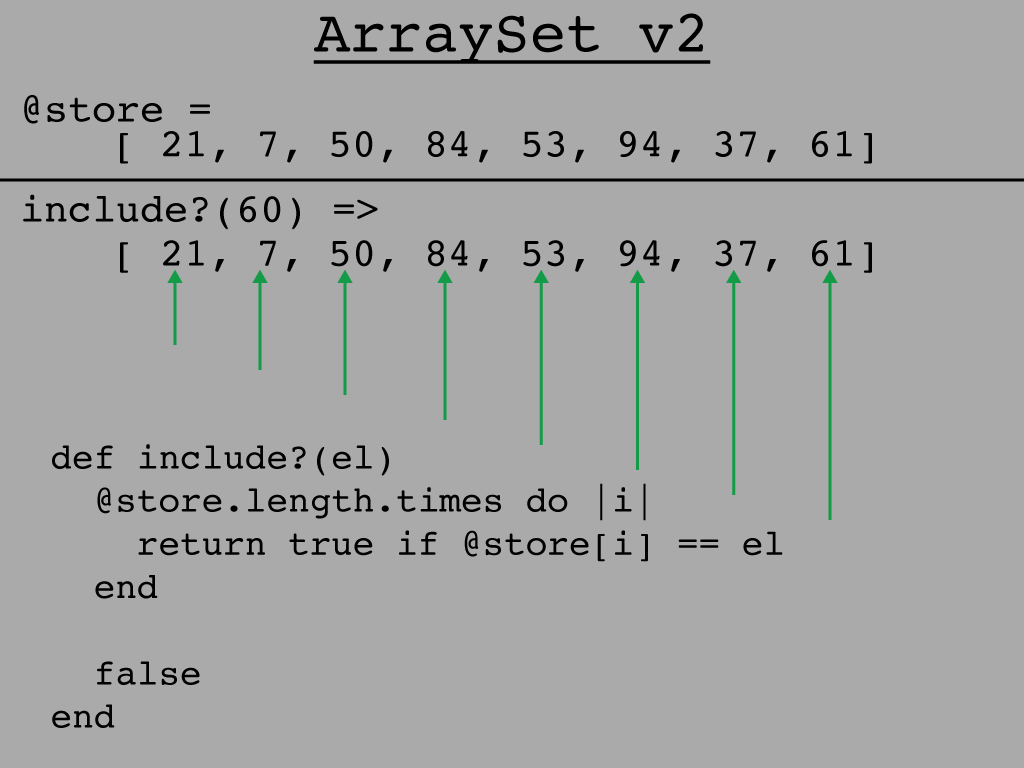 ArraySet v2
@store =
[ 21, 7, 50, 84, 53, 94, 37, 61]
include?(60) =>
[ 21, 7, 50, 84, 53, 94, 37, 61]
def include?(el)
@store.length.times do |i|
return true if @store[i] == el
end
false
end